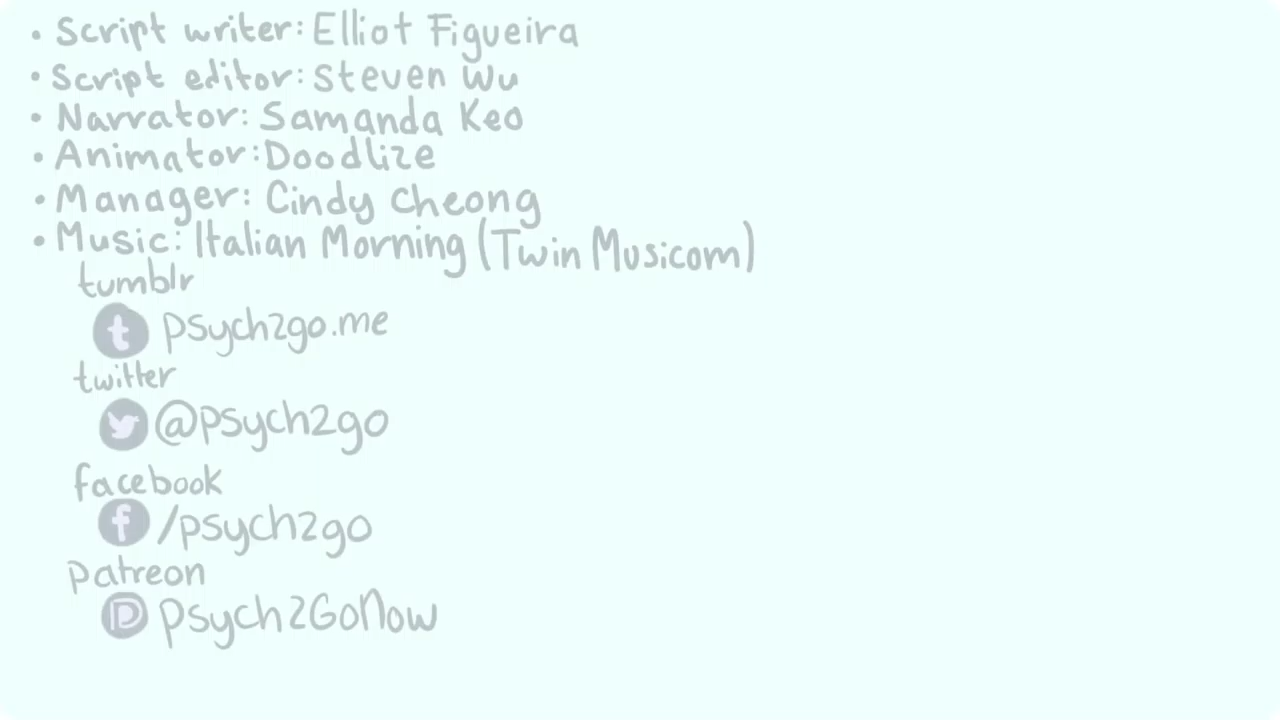 • Script writer: Elliot Figueira
• Script editor: Steven Wu
• Narrator: Samanda Keo
• Animator: Doodlize
• Manager: Cindy Cheong
• Music: Italian Morning (Twin Musicom)
tumblr
t psych2go.me
twitter
@psych2go
facebook
f /psych2go
patreon
P psych2GoNow